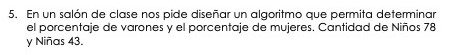 5. En un salón de clase nos pide diseñar un algoritmo que permita determinar
el porcentaje de varones y el porcentaje de mujeres. Cantidad de Niños 78
y Niñas 43.